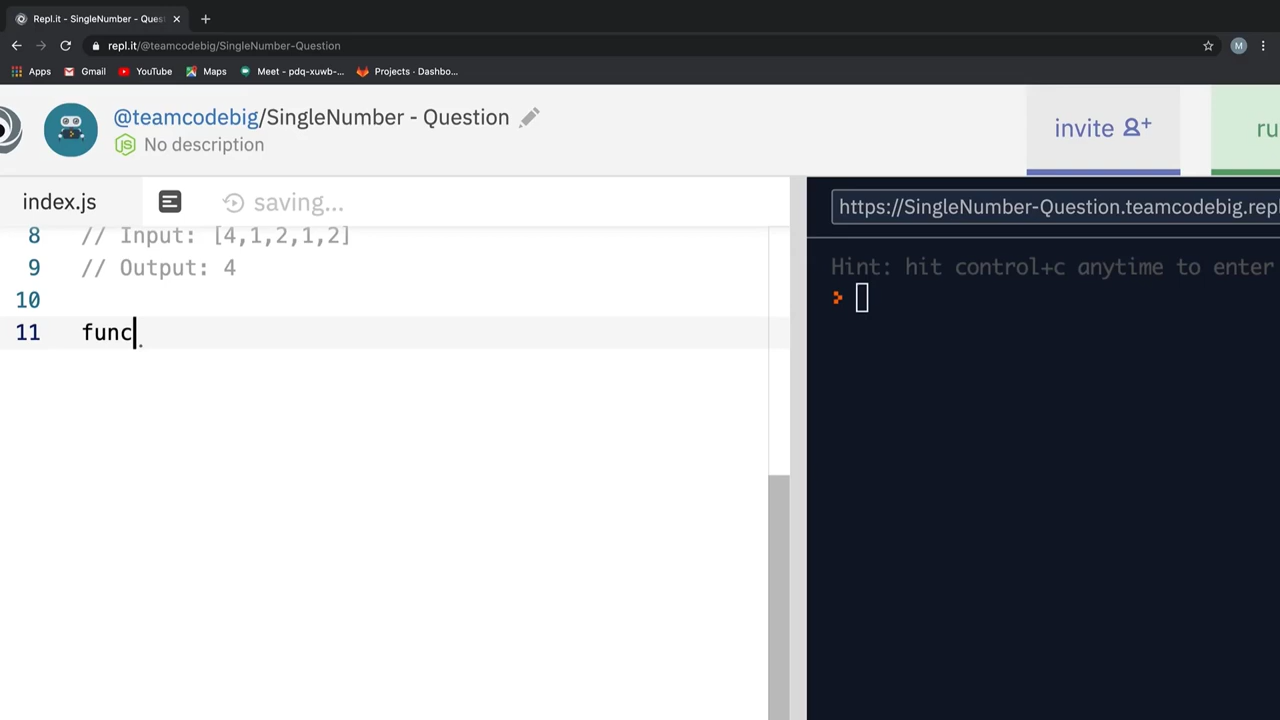 Repl.it - SingleNumber - Ques
repl.it/@teamcodebig/SingleNumber-Question
M
Apps Gmail YouTube Maps Meet - pdq-xuwb-... Projects · Dashbo...
@teamcodebig/SingleNumber - Question
No description
invite
ru
index.js
saving...
https://SingleNumber-Question.teamcodebig.repl
8 // Input: [4,1,2,1,2]
9 // Output: 4
10
11 func
Hint: hit control+c anytime to enter